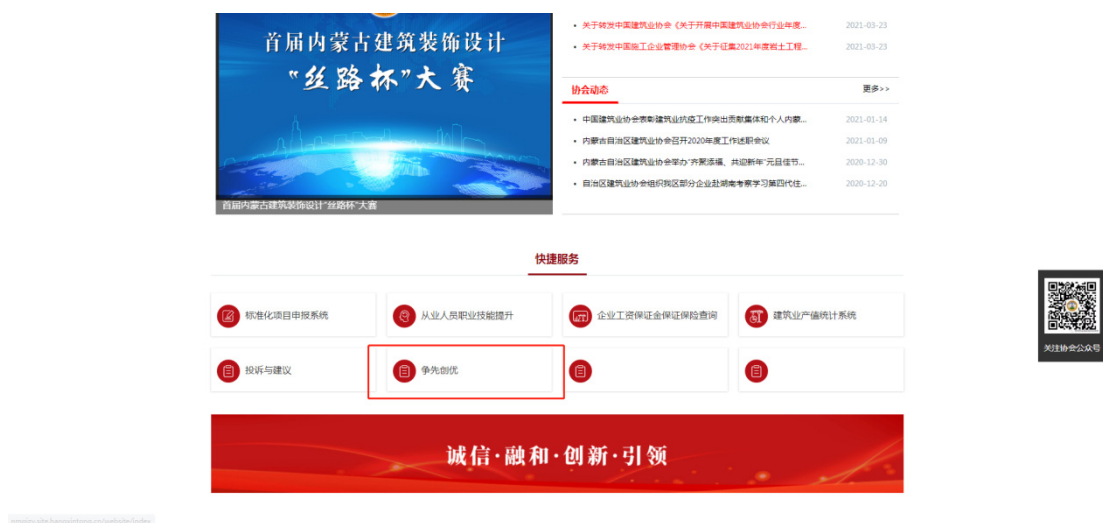 首届内蒙古建筑装饰设计
“丝路杯”大赛
首届内蒙古建筑装饰设计“丝路杯”大赛
• 关于转发中国建筑业协会《关于开展中国建筑业协会行业年度... 2021-03-23
• 关于转发中国施工企业管理协会《关于征集2021年度岩土工程... 2021-03-23
协会动态 更多>>
• 中国建筑业协会表彰建筑业抗疫工作突出贡献集体和个人内蒙... 2021-01-14
• 内蒙古自治区建筑业协会召开2020年度工作述职会议 2021-01-09
• 内蒙古自治区建筑业协会举办“齐聚添福、共迎新年”元旦佳节... 2020-12-30
• 自治区建筑业协会组织我区部分企业赴湖南考察学习第四代住... 2020-12-20
快捷服务
标准化项目申报系统 从业人员职业技能提升 企业工资保证金保证保险查询 建筑业产值统计系统
投诉与建议 争先创优
关注协会公众号
诚信·融和·创新·引领